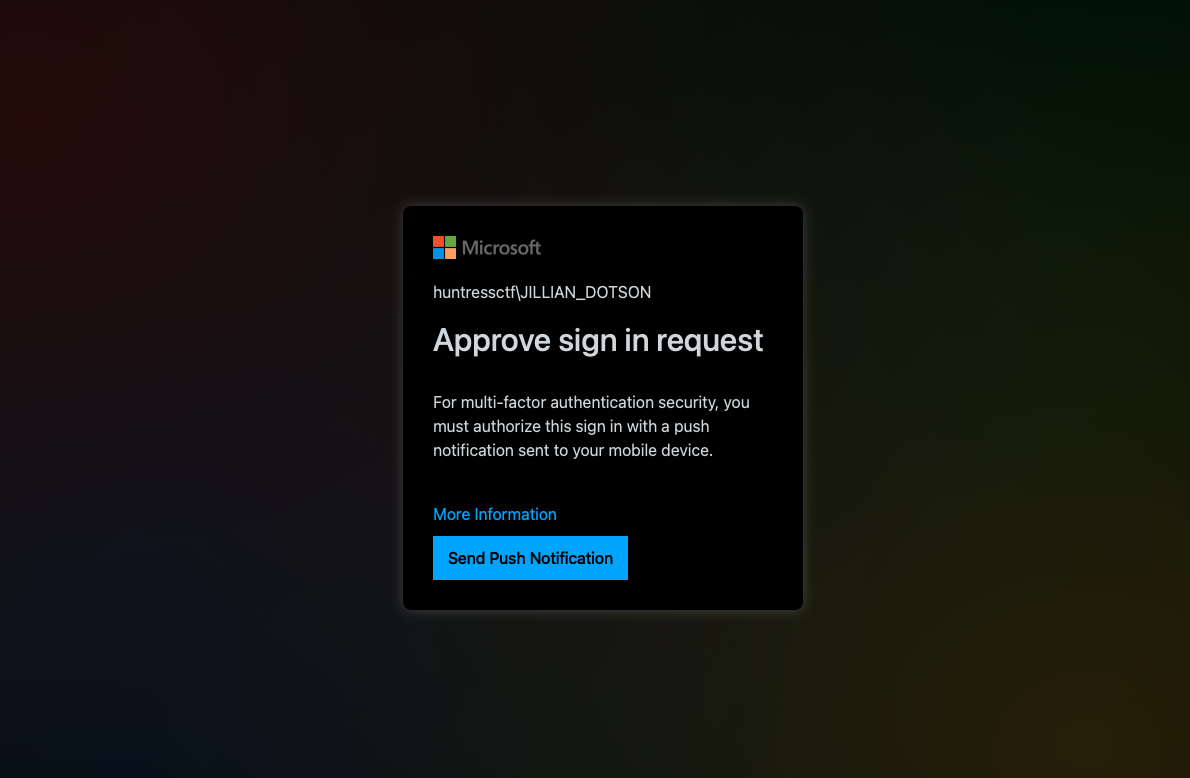 Microsoft
huntressctf\JILLIAN_DOTSON
Approve sign in request
For multi-factor authentication security, you
must authorize this sign in with a push
notification sent to your mobile device.
More Information
Send Push Notification